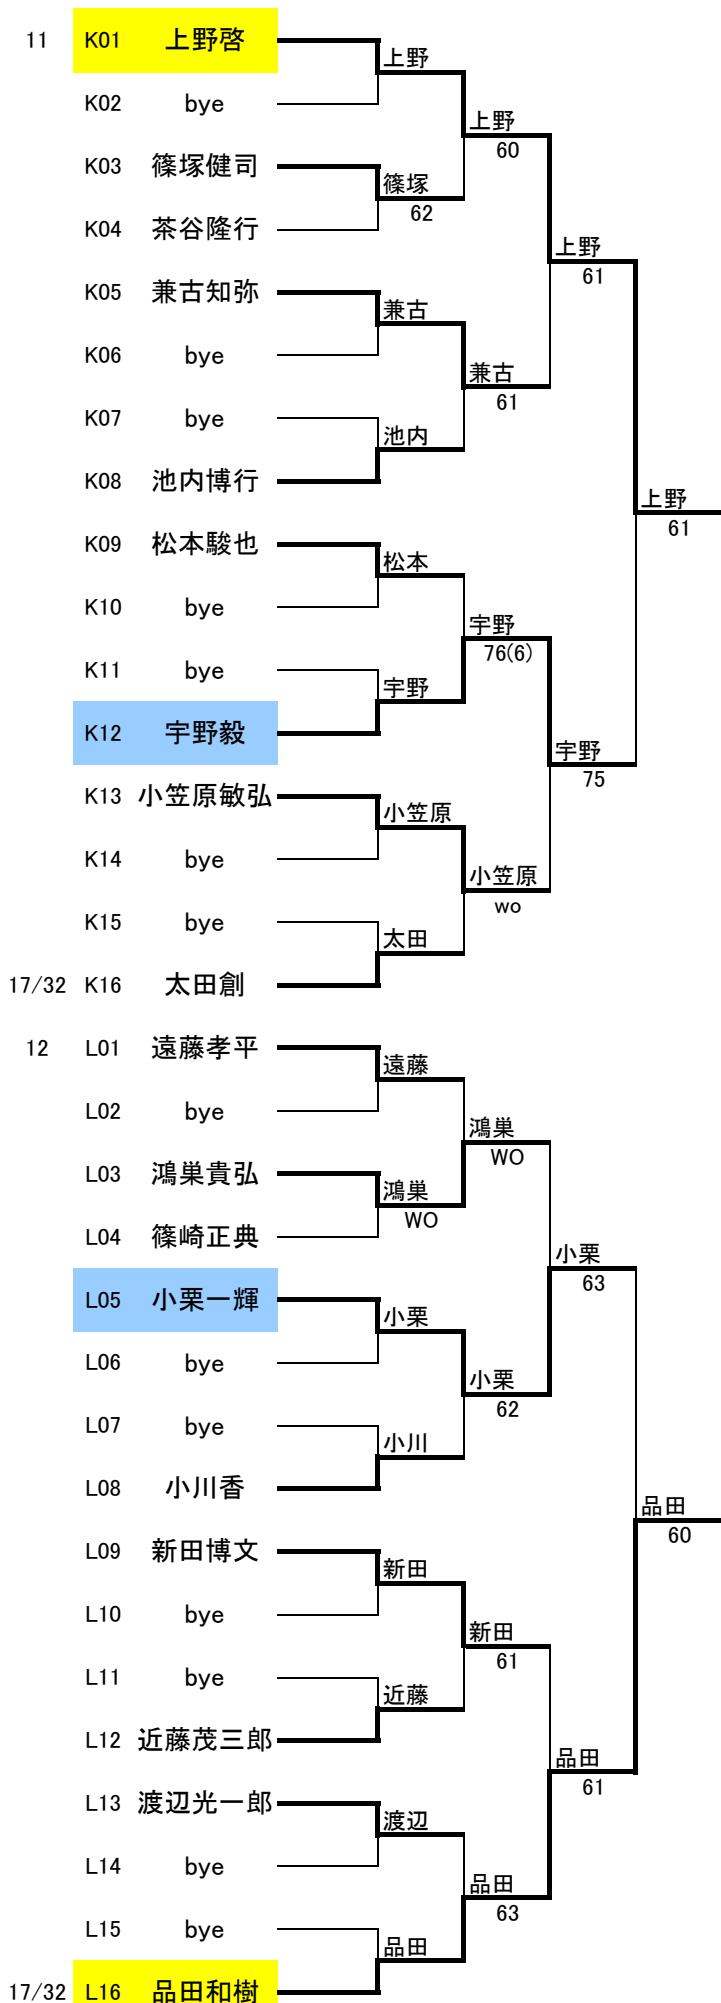 11 K01 上野啓
上野
K02 bye
上野
60
K03 篠塚健司
篠塚
62
K04 茶谷隆行
上野
61
K05 兼古知弥
兼古
K06 bye
兼古
61
K07 bye
池内
K08 池内博行
上野
61
K09 松本駿也
松本
K10 bye
宇野
76(6)
K11 bye
宇野
K12 宇野毅
宇野
75
K13 小笠原敏弘
小笠原
K14 bye
小笠原
wo
K15 bye
太田
17/32 K16 太田創
12 L01 遠藤孝平
遠藤
L02 bye
鴻巣
WO
L03 鴻巣貴弘
鴻巣
WO
L04 篠崎正典
小栗
63
L05 小栗一輝
小栗
L06 bye
小栗
62
L07 bye
小川
L08 小川香
品田
60
L09 新田博文
新田
L10 bye
新田
61
L11 bye
近藤
L12 近藤茂三郎
品田
61
L13 渡辺光一郎
渡辺
L14 bye
品田
63
L15 bye
品田
17/32 L16 品田和樹